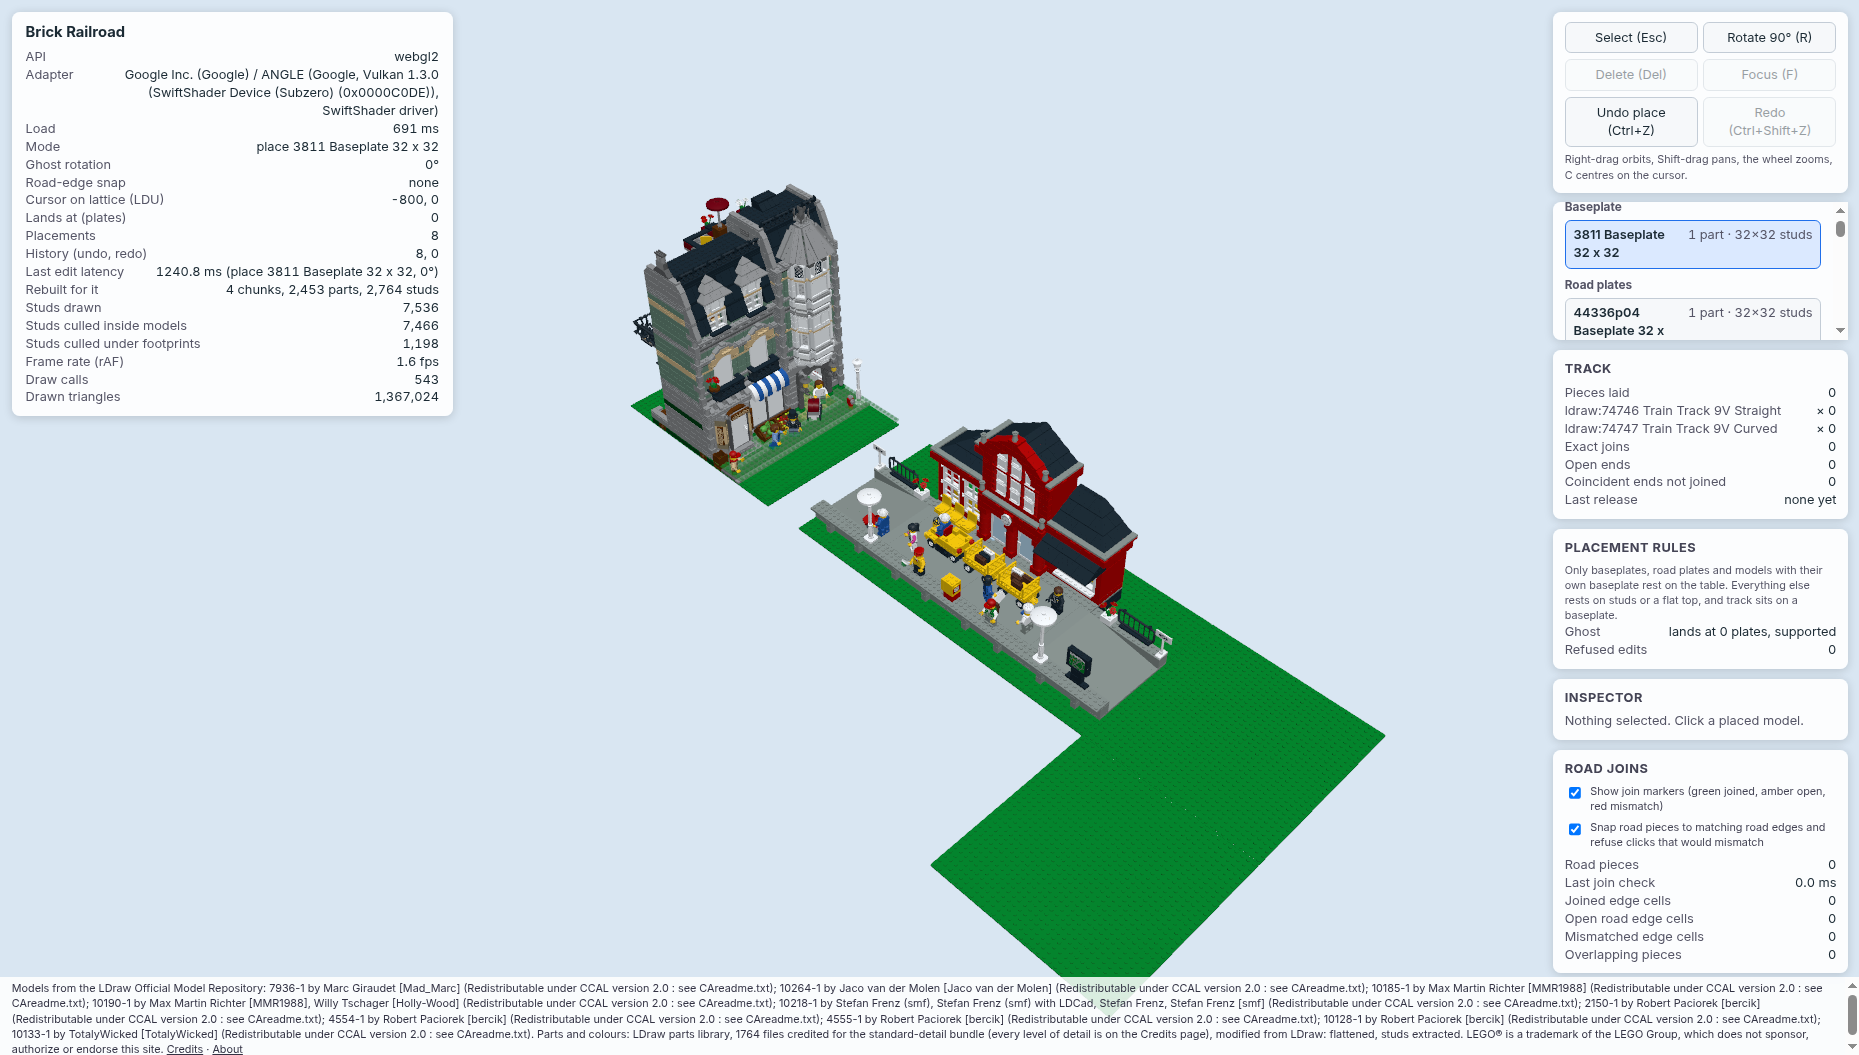 Brick Railroad
API webgl2
Adapter Google Inc. (Google) / ANGLE (Google, Vulkan 1.3.0
(SwiftShader Device (Subzero) (0x0000C0DE)),
SwiftShader driver)
Load 691 ms
Mode place 3811 Baseplate 32 x 32
Ghost rotation 0°
Road-edge snap none
Cursor on lattice (LDU) -800, 0
Lands at (plates) 0
Placements 8
History (undo, redo) 8, 0
Last edit latency 1240.8 ms (place 3811 Baseplate 32 x 32, 0°)
Rebuilt for it 4 chunks, 2,453 parts, 2,764 studs
Studs drawn 7,536
Studs culled inside models 7,466
Studs culled under footprints 1,198
Frame rate (rAF) 1.6 fps
Draw calls 543
Drawn triangles 1,367,024
Select (Esc) Rotate 90° (R)
Delete (Del) Focus (F)
Undo place Redo
(Ctrl+Z) (Ctrl+Shift+Z)
Right-drag orbits, Shift-drag pans, the wheel zooms,
C centres on the cursor.
Baseplate
3811 Baseplate 1 part · 32×32 studs
32 x 32
Road plates
44336p04 1 part · 32×32 studs
Baseplate 32 x
TRACK
Pieces laid 0
ldraw:74746 Train Track 9V Straight × 0
ldraw:74747 Train Track 9V Curved × 0
Exact joins 0
Open ends 0
Coincident ends not joined 0
Last release none yet
PLACEMENT RULES
Only baseplates, road plates and models with their
own baseplate rest on the table. Everything else
rests on studs or a flat top, and track sits on a
baseplate.
Ghost lands at 0 plates, supported
Refused edits 0
INSPECTOR
Nothing selected. Click a placed model.
ROAD JOINS
Show join markers (green joined, amber open,
red mismatch)
Snap road pieces to matching road edges and
refuse clicks that would mismatch
Road pieces 0
Last join check 0.0 ms
Joined edge cells 0
Open road edge cells 0
Mismatched edge cells 0
Overlapping pieces 0
Models from the LDraw Official Model Repository: 7936-1 by Marc Giraudet [Mad_Marc] (Redistributable under CCAL version 2.0 : see CAreadme.txt); 10264-1 by Jaco van der Molen [Jaco van der Molen] (Redistributable under CCAL version 2.0 : see CAreadme.txt); 10185-1 by Max Martin Richter [MMR1988] (Redistributable under CCAL version 2.0 : see
CAreadme.txt); 10190-1 by Max Martin Richter [MMR1988], Willy Tschager [Holly-Wood] (Redistributable under CCAL version 2.0 : see CAreadme.txt); 10218-1 by Stefan Frenz (smf), Stefan Frenz (smf) with LDCad, Stefan Frenz, Stefan Frenz [smf] (Redistributable under CCAL version 2.0 : see CAreadme.txt); 2150-1 by Robert Paciorek [bercik]
(Redistributable under CCAL version 2.0 : see CAreadme.txt); 4554-1 by Robert Paciorek [bercik] (Redistributable under CCAL version 2.0 : see CAreadme.txt); 4555-1 by Robert Paciorek [bercik] (Redistributable under CCAL version 2.0 : see CAreadme.txt); 10128-1 by Robert Paciorek [bercik] (Redistributable under CCAL version 2.0 : see CAreadme.txt);
10133-1 by TotalyWicked [TotalyWicked] (Redistributable under CCAL version 2.0 : see CAreadme.txt). Parts and colours: LDraw parts library, 1764 files credited for the standard-detail bundle (every level of detail is on the Credits page), modified from LDraw: flattened, studs extracted. LEGO® is a trademark of the LEGO Group, which does not sponsor,
authorize or endorse this site. Credits · About